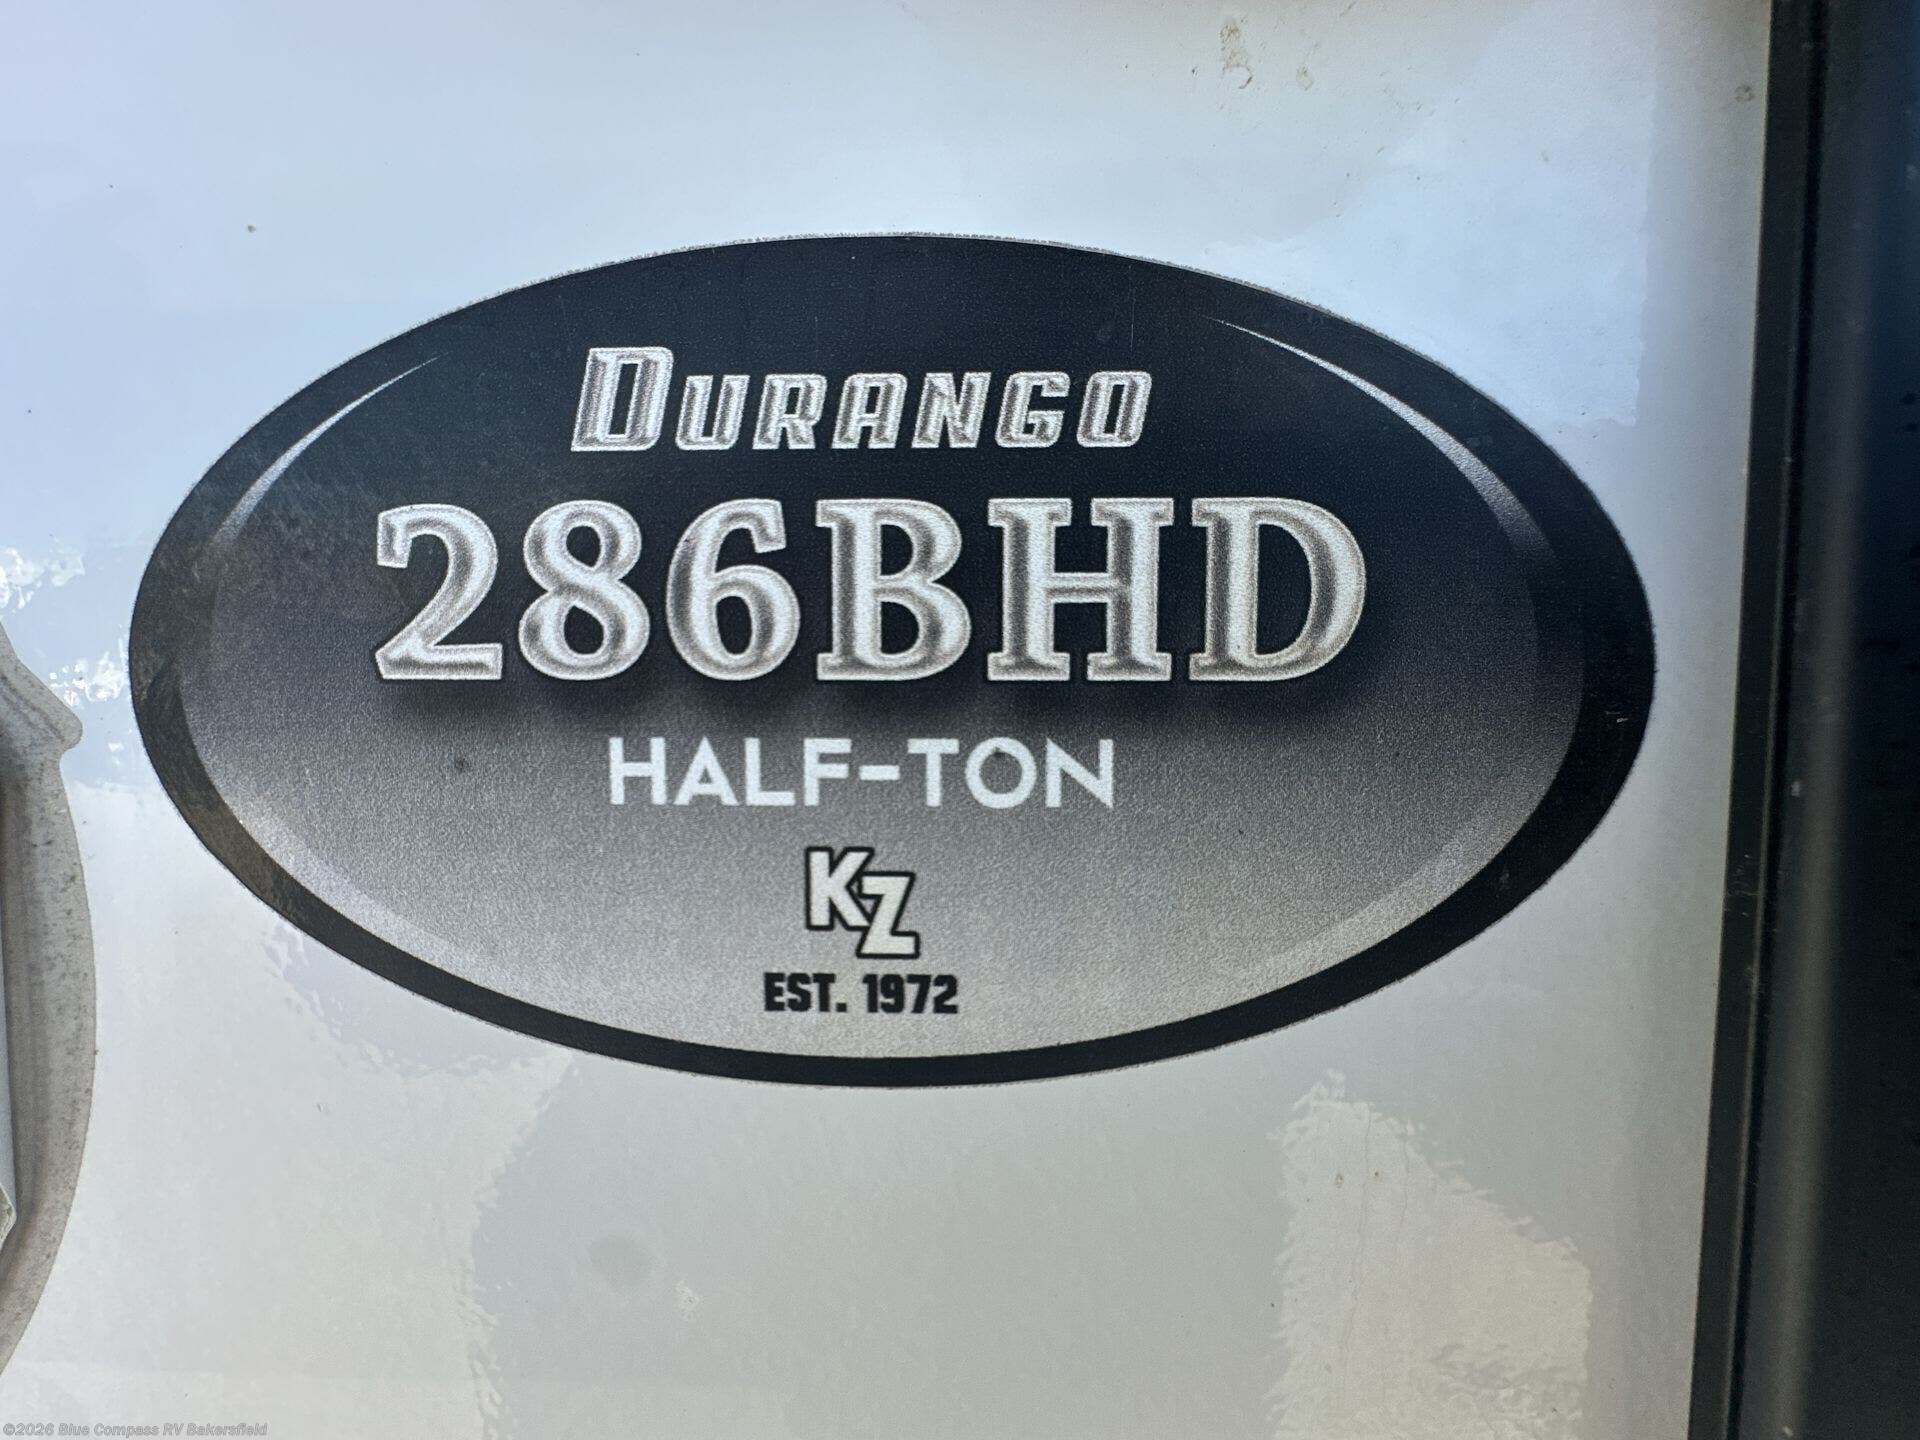 DURANGO
286BHD
HALF-TON
KZ
EST. 1972
©2026 Blue Compass RV Bakersfield